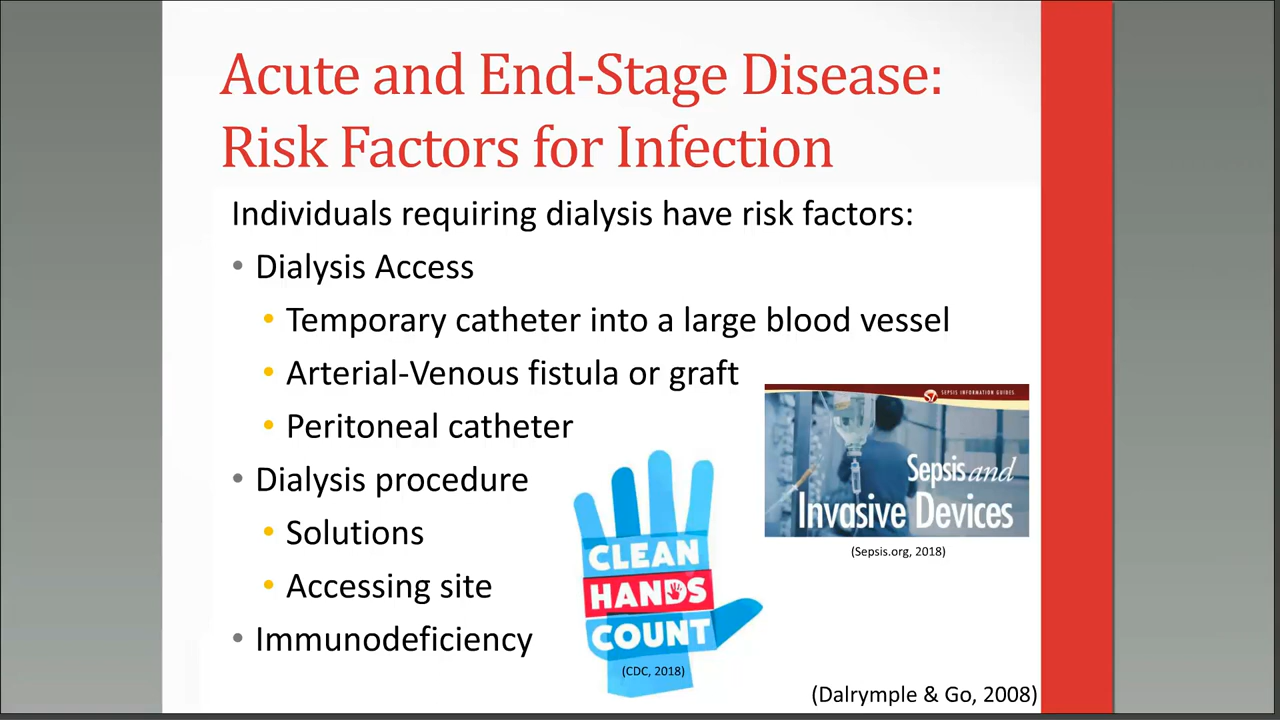 Acute and End-Stage Disease:
Risk Factors for Infection
Individuals requiring dialysis have risk factors:
• Dialysis Access
• Temporary catheter into a large blood vessel
• Arterial-Venous fistula or graft
• Peritoneal catheter
• Dialysis procedure
• Solutions
• Accessing site
• Immunodeficiency
SEPSIS INFORMATION GUIDES
Sepsis and
Invasive Devices
(Sepsis.org, 2018)
CLEAN
HANDS
COUNT
(CDC, 2018)
(Dalrymple & Go, 2008)